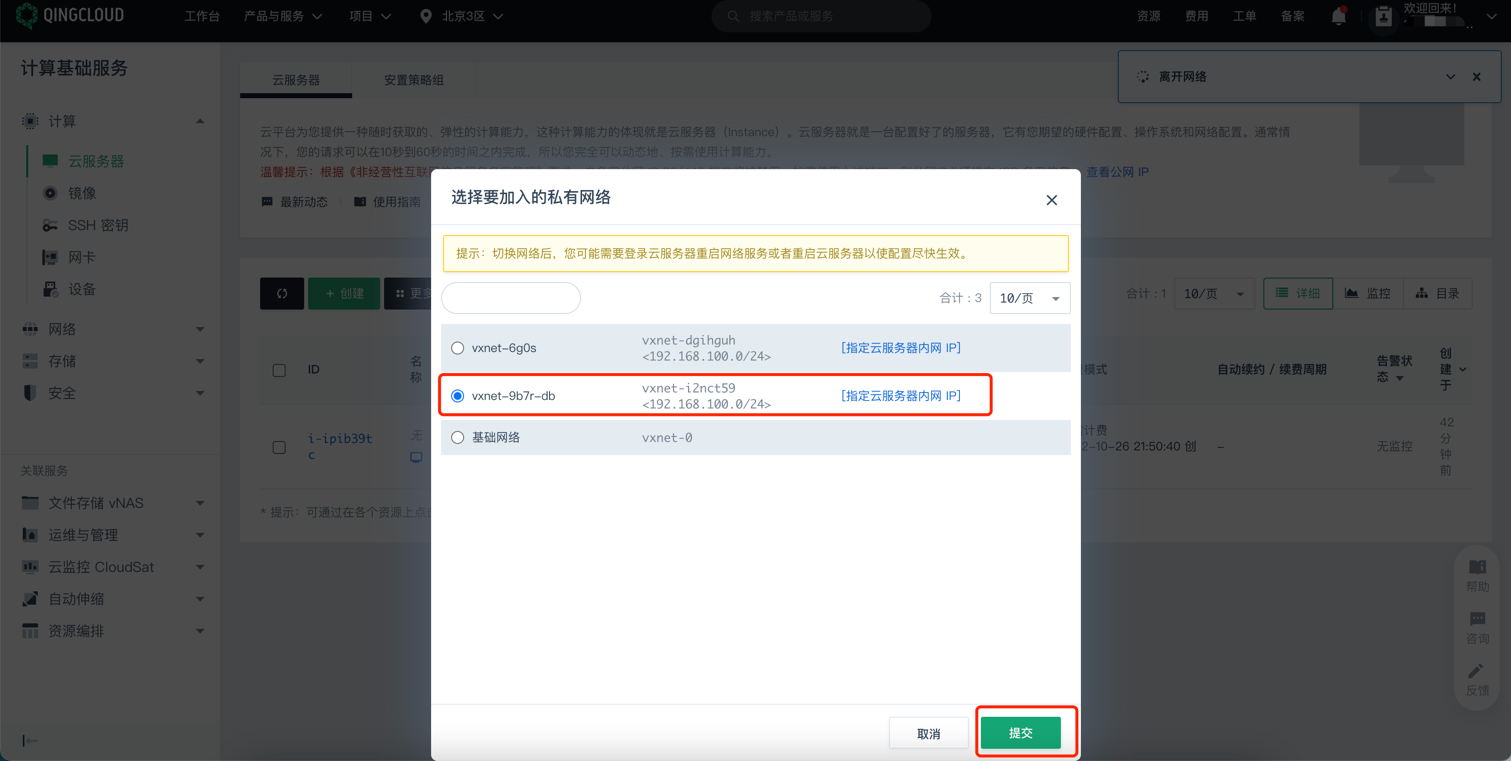 QINGCLOUD
工作台
产品与服务
项目
北京3区
搜索产品或服务
资源
费用
工单
备案
欢迎回来!
计算基础服务
云服务器
安置策略组
离开网络
云平台为您提供一种随时获取的、弹性的计算能力，这种计算能力的体现就是云服务器（Instance）。云服务器就是一台配置好了的服务器，它有您期望的硬件配置、操作系统和网络配置。通常情
况下，您的请求可以在10秒到60秒的时间之内完成，所以您完全可以动态地、按需使用计算能力。
温馨提示：根据《非经营性互联
查看公网 IP
最新动态
使用指南
计算
云服务器
镜像
SSH 密钥
网卡
设备
网络
存储
安全
关联服务
文件存储 vNAS
运维与管理
云监控 CloudSat
自动伸缩
资源编排
+ 创建
更多
合计：1
10/页
详细
监控
目录
ID
名
称
模式
自动续约 / 续费周期
告警状
态
创
建
于
i-ipib39t
c
无
计费
2-10-26 21:50:40 创
–
无监控
42
分
钟
前
* 提示：可通过在各个资源上点击
选择要加入的私有网络
提示：切换网络后，您可能需要登录云服务器重启网络服务或者重启云服务器以使配置尽快生效。
合计：3
10/页
vxnet-6g0s
vxnet-dgihguh
<192.168.100.0/24>
[指定云服务器内网 IP]
vxnet-9b7r-db
vxnet-i2nct59
<192.168.100.0/24>
[指定云服务器内网 IP]
基础网络
vxnet-0
取消
提交
帮助
咨询
反馈